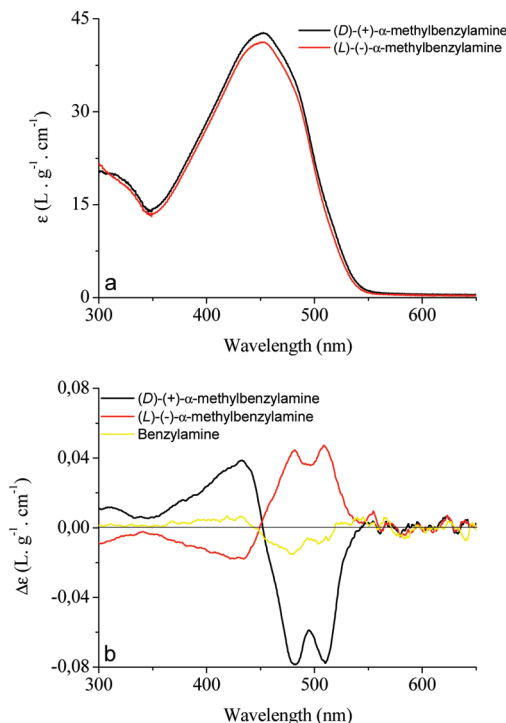 (D)-(+)-α-methylbenzylamine
(L)-(-)-α-methylbenzylamine
45
30
15
0
ε (L . g⁻¹ . cm⁻¹)
a
300 400 500 600
Wavelength (nm)
0,08
0,04
0,00
-0,04
-0,08
Δε (L. g⁻¹. cm⁻¹)
(D)-(+)-α-methylbenzylamine
(L)-(-)-α-methylbenzylamine
Benzylamine
b
300 400 500 600
Wavelength (nm)